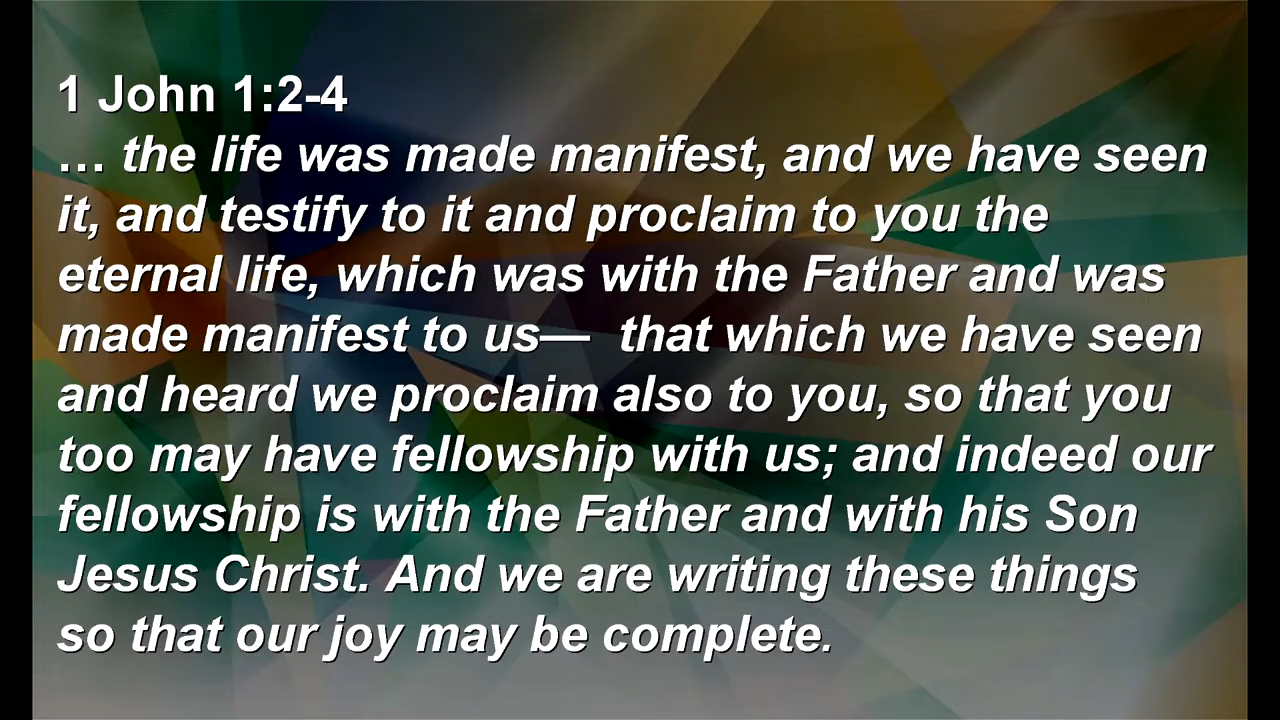 1 John 1:2-4
… the life was made manifest, and we have seen
it, and testify to it and proclaim to you the
eternal life, which was with the Father and was
made manifest to us—  that which we have seen
and heard we proclaim also to you, so that you
too may have fellowship with us; and indeed our
fellowship is with the Father and with his Son
Jesus Christ. And we are writing these things
so that our joy may be complete.